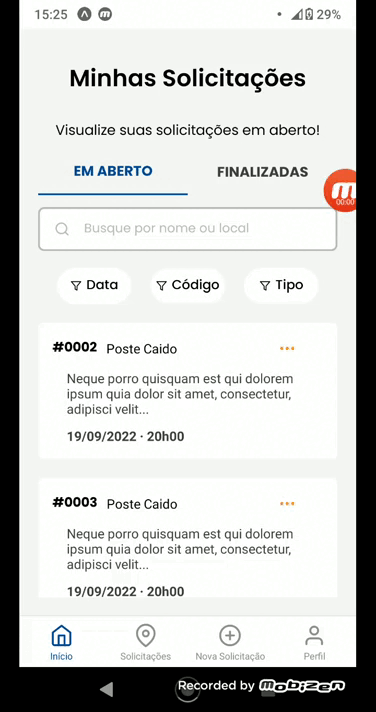 15:25 29%
Minhas Solicitações
Visualize suas solicitações em aberto!
EM ABERTO FINALIZADAS
00:00
Busque por nome ou local
Data Código Tipo
#0002 Poste Caido
Neque porro quisquam est qui dolorem
ipsum quia dolor sit amet, consectetur,
adipisci velit...
19/09/2022 · 20h00
#0003 Poste Caido
Neque porro quisquam est qui dolorem
ipsum quia dolor sit amet, consectetur,
adipisci velit...
19/09/2022 · 20h00
Início Solicitações Nova Solicitação Perfil
Recorded by Mobizen